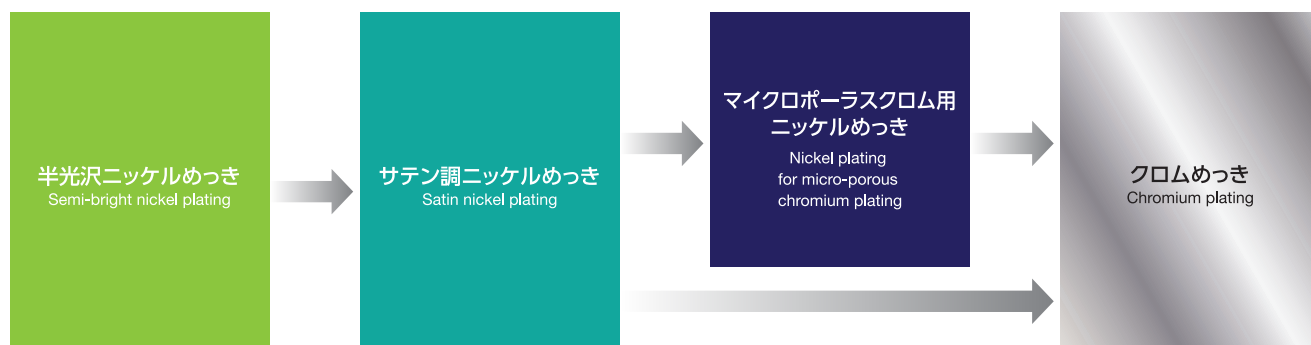 半光沢ニッケルめっき
Semi-bright nickel plating
サテン調ニッケルめっき
Satin nickel plating
マイクロポーラスクロム用
ニッケルめっき
Nickel plating
for micro-porous
chromium plating
クロムめっき
Chromium plating